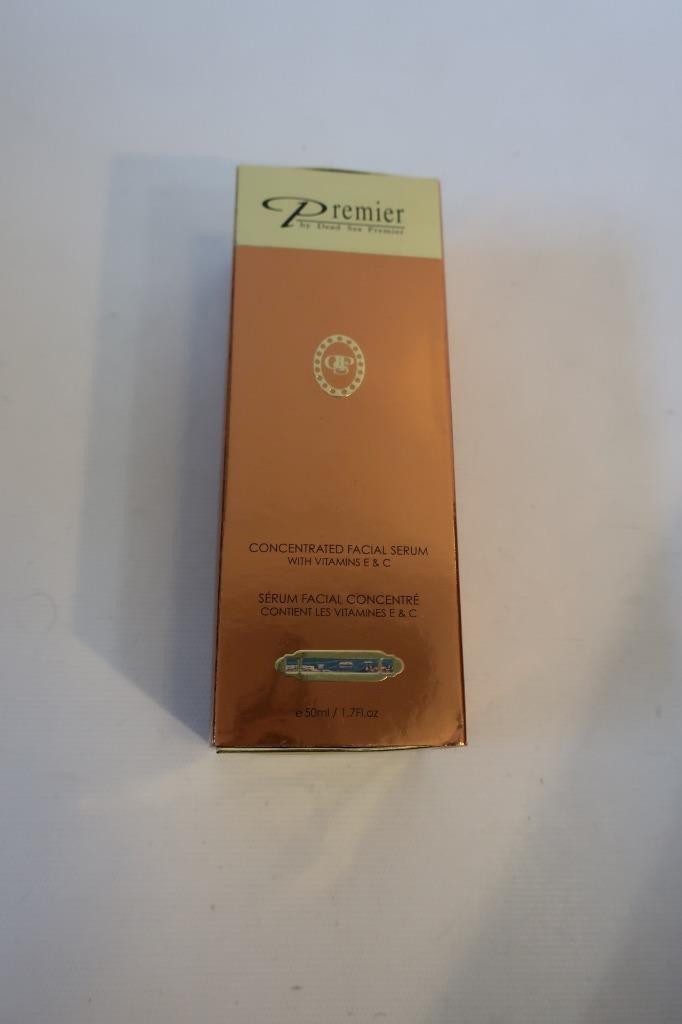 Premier
by Dead Sea Premier
CONCENTRATED FACIAL SERUM
WITH VITAMINS E & C
SÉRUM FACIAL CONCENTRÉ
CONTIENT LES VITAMINES E & C
e 50ml / 1.7Fl.oz